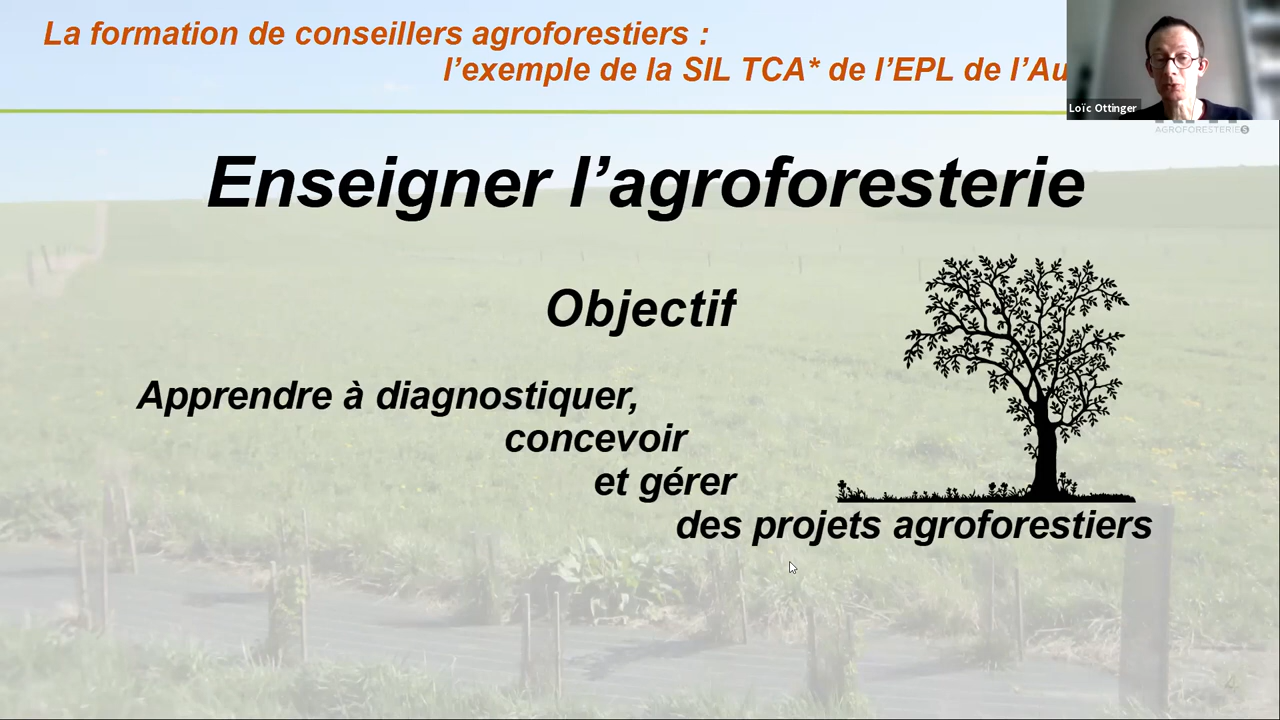 La formation de conseillers agroforestiers :
l’exemple de la SIL TCA* de l’EPL de l’Au
Loïc Ottinger
AGROFORESTERIES
Enseigner l’agroforesterie
Objectif
Apprendre à diagnostiquer,
concevoir
et gérer
des projets agroforestiers